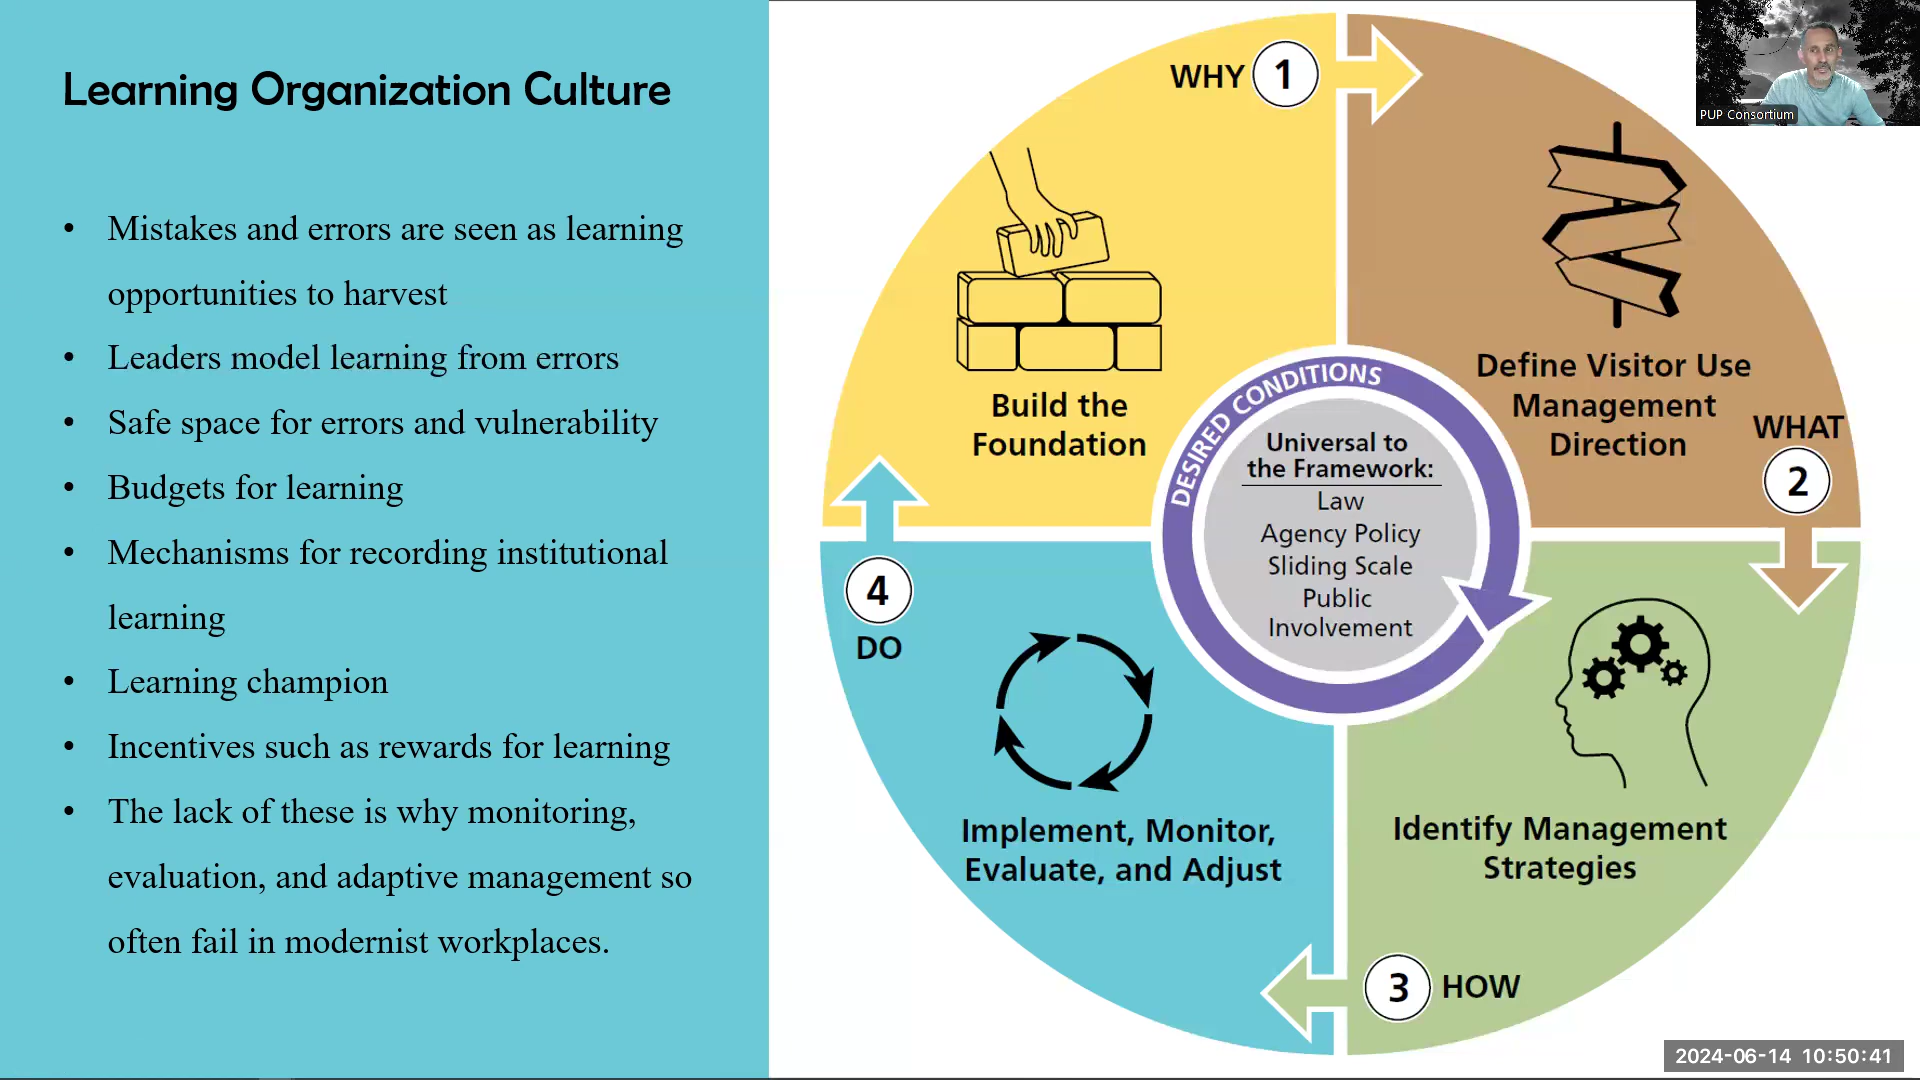 Learning Organization Culture
• Mistakes and errors are seen as learning
opportunities to harvest
• Leaders model learning from errors
• Safe space for errors and vulnerability
• Budgets for learning
• Mechanisms for recording institutional
learning
• Learning champion
• Incentives such as rewards for learning
• The lack of these is why monitoring,
evaluation, and adaptive management so
often fail in modernist workplaces.
WHY 1
Build the
Foundation
Define Visitor Use
Management
Direction
WHAT
2
DESIRED CONDITIONS
Universal to
the Framework:
Law
Agency Policy
Sliding Scale
Public
Involvement
4
DO
Implement, Monitor,
Evaluate, and Adjust
Identify Management
Strategies
3 HOW
PUP Consortium
2024-06-14 10:50:41